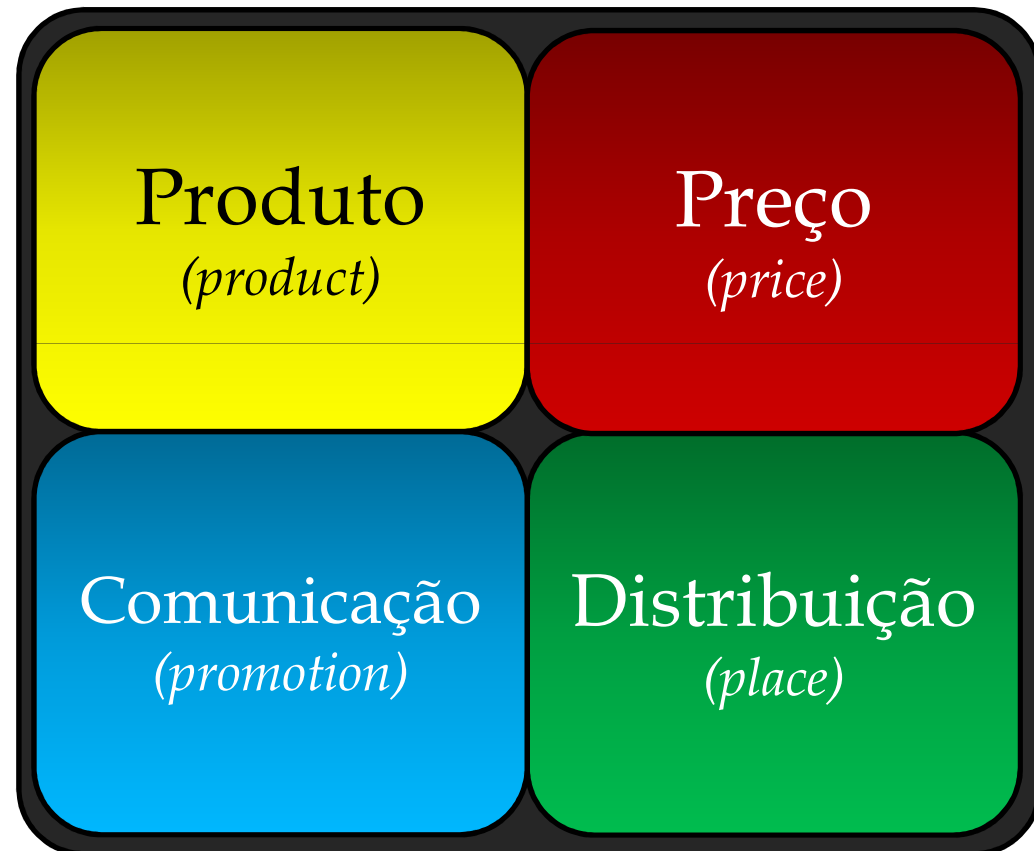 Produto
(product)
Preço
(price)
Comunicação
(promotion)
Distribuição
(place)